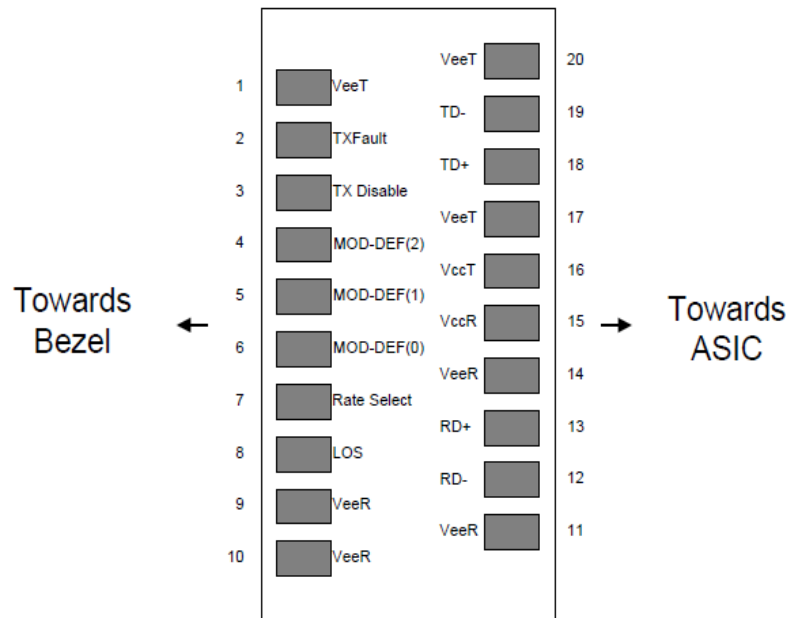 VeeT 20
1 VeeT
TD- 19
2 TXFault
TD+ 18
3 TX Disable
VeeT 17
4 MOD-DEF(2)
VccT 16
5 MOD-DEF(1)
Towards
Bezel
VccR 15
Towards
ASIC
6 MOD-DEF(0)
VeeR 14
7 Rate Select
RD+ 13
8 LOS
RD- 12
9 VeeR
VeeR 11
10 VeeR